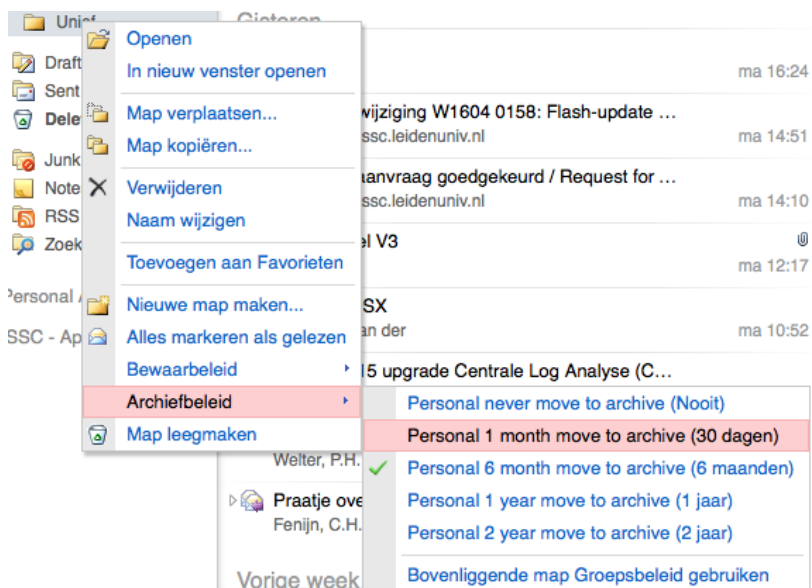 Unief
Openen
In nieuw venster openen
Map verplaatsen...
Map kopiëren...
Verwijderen
Naam wijzigen
Toevoegen aan Favorieten
Nieuwe map maken...
Alles markeren als gelezen
Bewaarbeleid
Archiefbeleid
Map leegmaken
Draft
Sent
Dele
Junk
Note
RSS
Zoek
Personal
SSC - Ap
Gisteren
ma 16:24
wijziging W1604 0158: Flash-update ...
ssc.leidenuniv.nl
ma 14:51
aanvraag goedgekeurd / Request for ...
ssc.leidenuniv.nl
ma 14:10
el V3
ma 12:17
SX
an der
ma 10:52
15 upgrade Centrale Log Analyse (C...
Personal never move to archive (Nooit)
Personal 1 month move to archive (30 dagen)
Personal 6 month move to archive (6 maanden)
Personal 1 year move to archive (1 jaar)
Personal 2 year move to archive (2 jaar)
Bovenliggende map Groepsbeleid gebruiken
Welter, P.H.
Praatje ove
Fenijn, C.H.
Vorige week